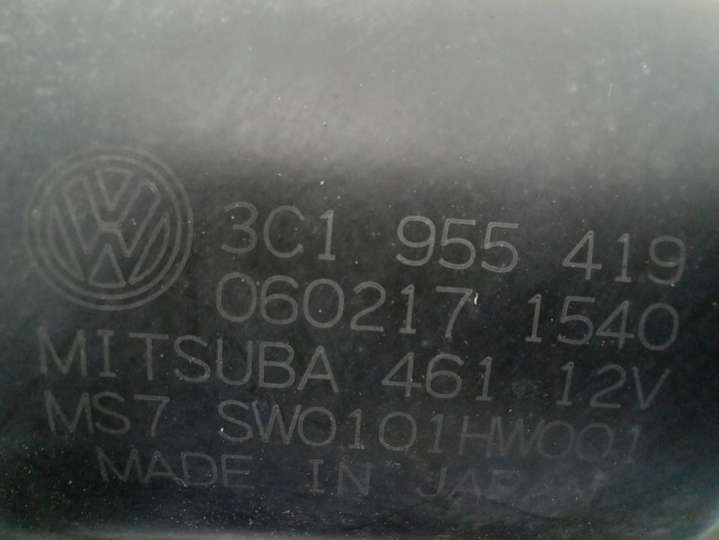 3C1 955 419
060217 1540
MITSUBA 461 12V
MS7 SW0101HW001
MADE IN JAPAN